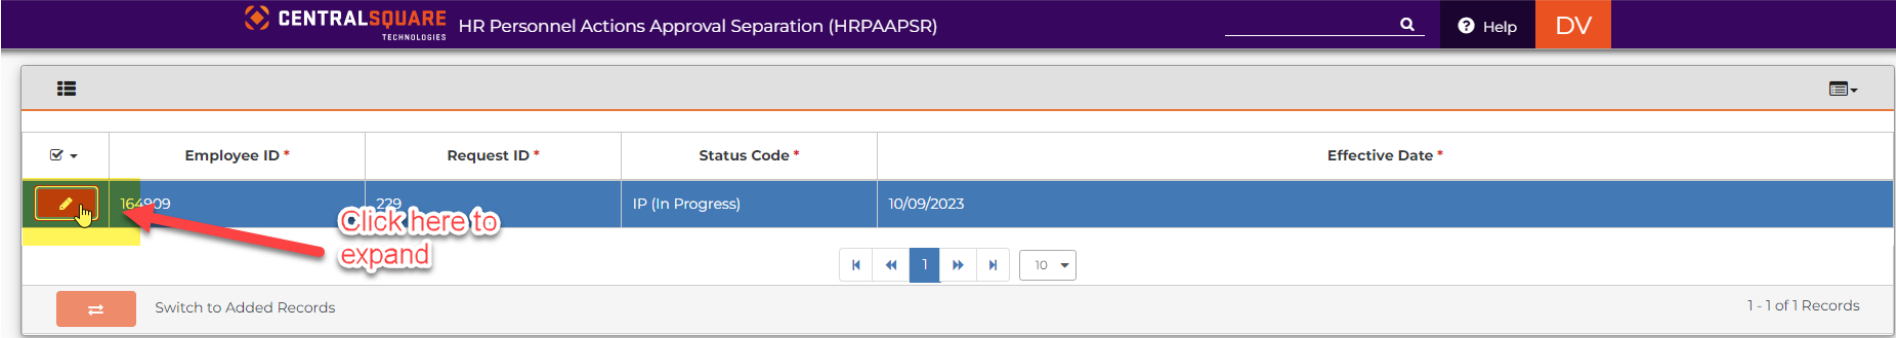 CENTRALSQUARE
TECHNOLOGIES
HR Personnel Actions Approval Separation (HRPAAPSR)
Help
DV
Employee ID *
Request ID *
Status Code *
Effective Date *
164909
229
IP (In Progress)
10/09/2023
Click here to
expand
1
10
Switch to Added Records
1 - 1 of 1 Records